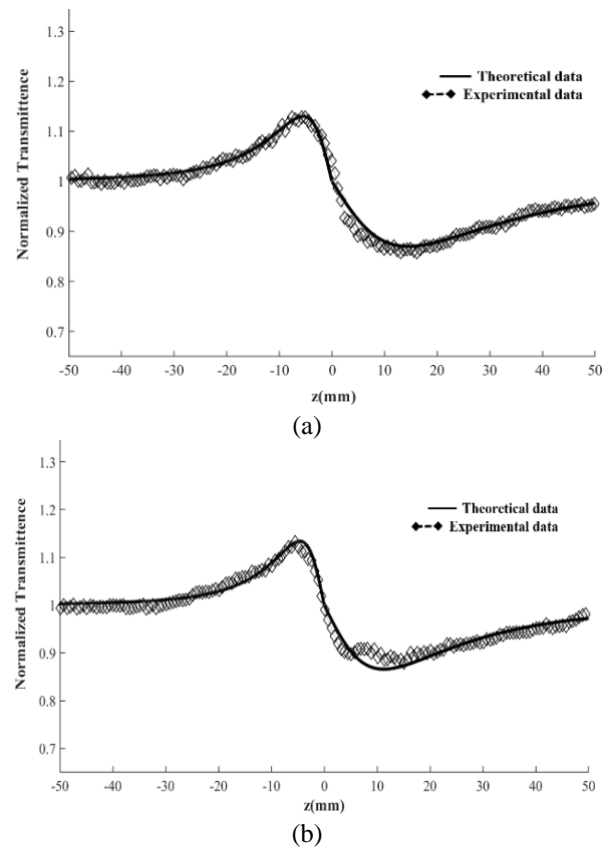 1.3
1.2
1.1
1
0.9
0.8
0.7
Normalized Transmittence
Theoretical data
Experimental data
-50 -40 -30 -20 -10 0 10 20 30 40 50
z(mm)
(a)
1.3
1.2
1.1
1
0.9
0.8
0.7
Normalized Transmittence
Theoretical data
Experimental data
-50 -40 -30 -20 -10 0 10 20 30 40 50
z(mm)
(b)